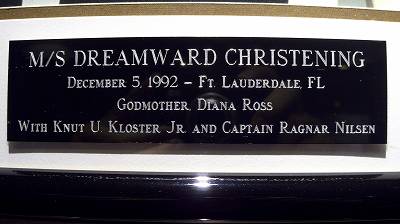 M/S DREAMWARD CHRISTENING
DECEMBER 5, 1992 - FT. LAUDERDALE, FL
GODMOTHER, DIANA ROSS
WITH KNUT U. KLOSTER, JR. AND CAPTAIN RAGNAR NILSEN